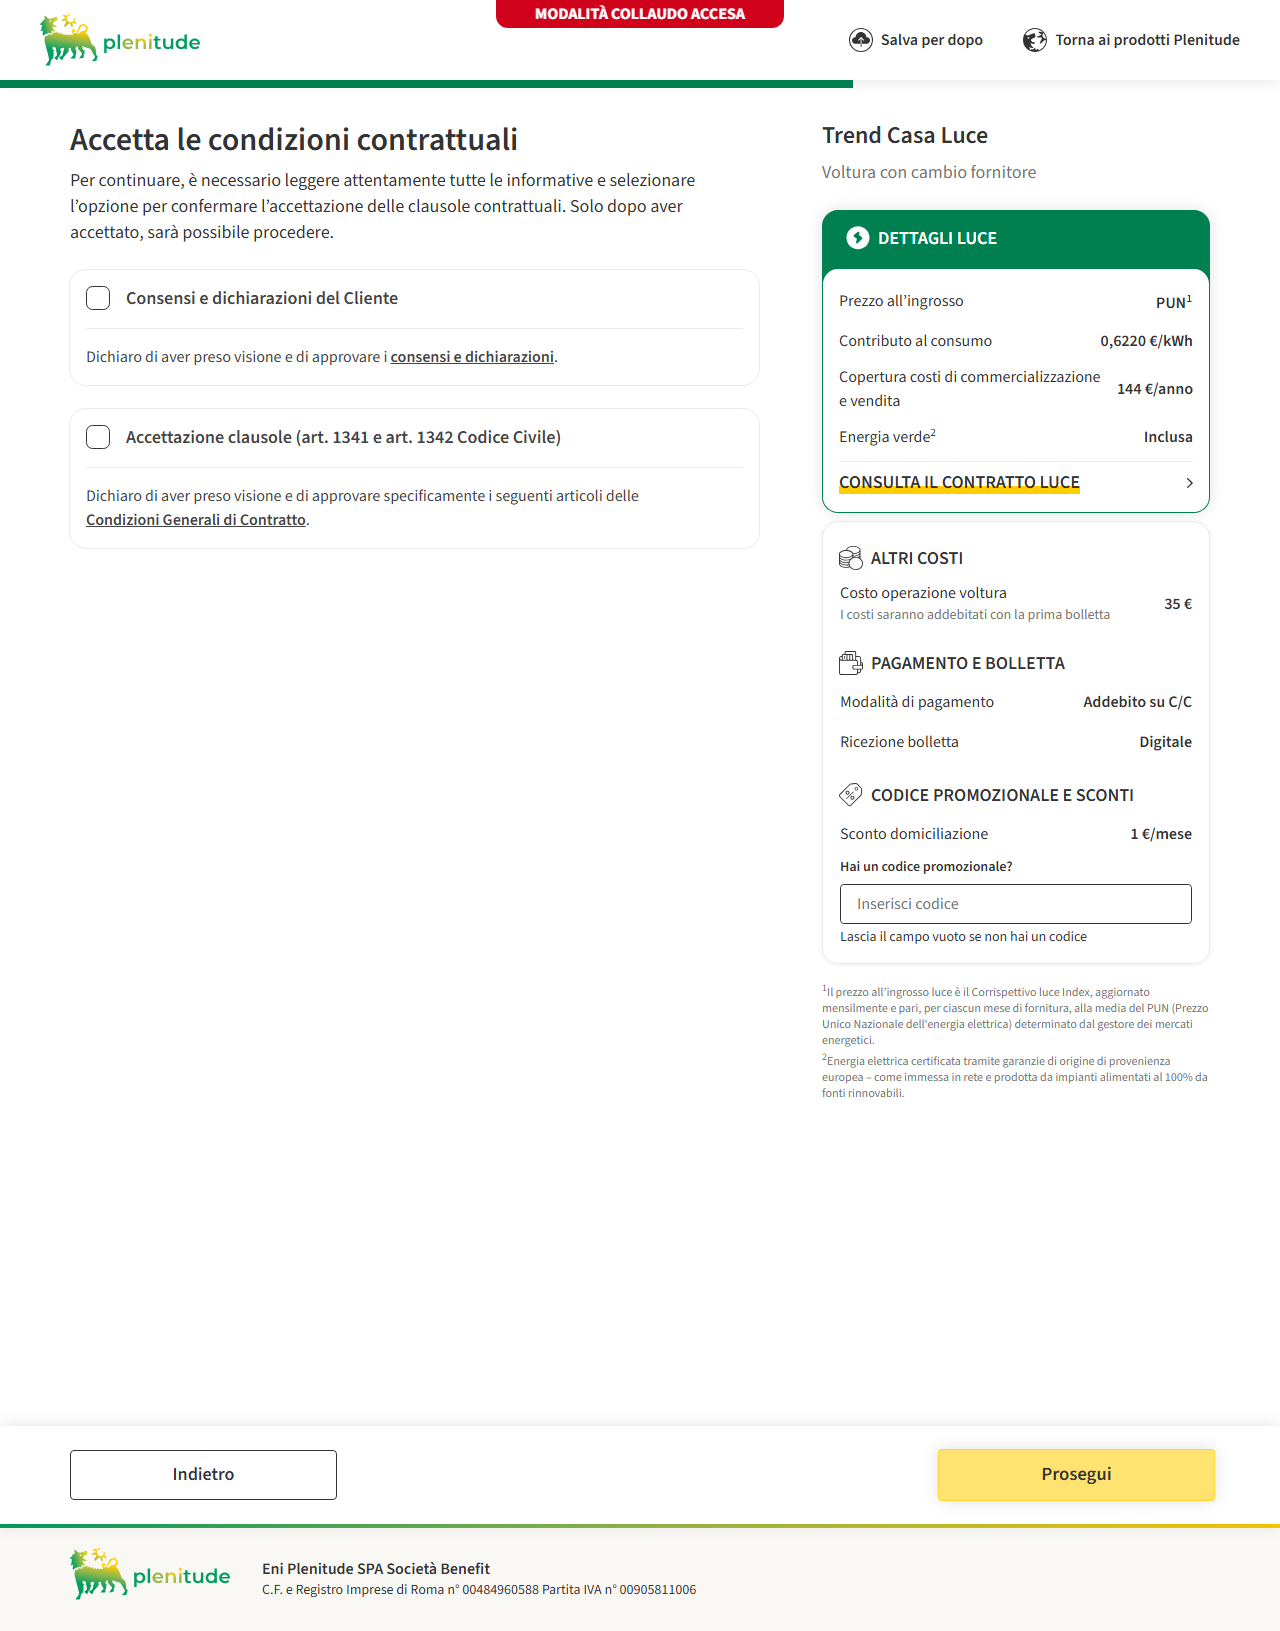 MODALITÀ COLLAUDO ACCESA
plenitude
Salva per dopo
Torna ai prodotti Plenitude
Accetta le condizioni contrattuali
Per continuare, è necessario leggere attentamente tutte le informative e selezionare
l’opzione per confermare l’accettazione delle clausole contrattuali. Solo dopo aver
accettato, sarà possibile procedere.
Consensi e dichiarazioni del Cliente
Dichiaro di aver preso visione e di approvare i consensi e dichiarazioni.
Accettazione clausole (art. 1341 e art. 1342 Codice Civile)
Dichiaro di aver preso visione e di approvare specificamente i seguenti articoli delle
Condizioni Generali di Contratto.
Trend Casa Luce
Voltura con cambio fornitore
DETTAGLI LUCE
Prezzo all’ingrosso PUN¹
Contributo al consumo 0,6220 €/kWh
Copertura costi di commercializzazione
e vendita 144 €/anno
Energia verde² Inclusa
CONSULTA IL CONTRATTO LUCE
ALTRI COSTI
Costo operazione voltura 35 €
I costi saranno addebitati con la prima bolletta
PAGAMENTO E BOLLETTA
Modalità di pagamento Addebito su C/C
Ricezione bolletta Digitale
CODICE PROMOZIONALE E SCONTI
Sconto domiciliazione 1 €/mese
Hai un codice promozionale?
Inserisci codice
Lascia il campo vuoto se non hai un codice
¹Il prezzo all’ingrosso luce è il Corrispettivo luce Index, aggiornato
mensilmente e pari, per ciascun mese di fornitura, alla media del PUN (Prezzo
Unico Nazionale dell'energia elettrica) determinato dal gestore dei mercati
energetici.
²Energia elettrica certificata tramite garanzie di origine di provenienza
europea – come immessa in rete e prodotta da impianti alimentati al 100% da
fonti rinnovabili.
Indietro
Prosegui
plenitude
Eni Plenitude SPA Società Benefit
C.F. e Registro Imprese di Roma n° 00484960588 Partita IVA n° 00905811006